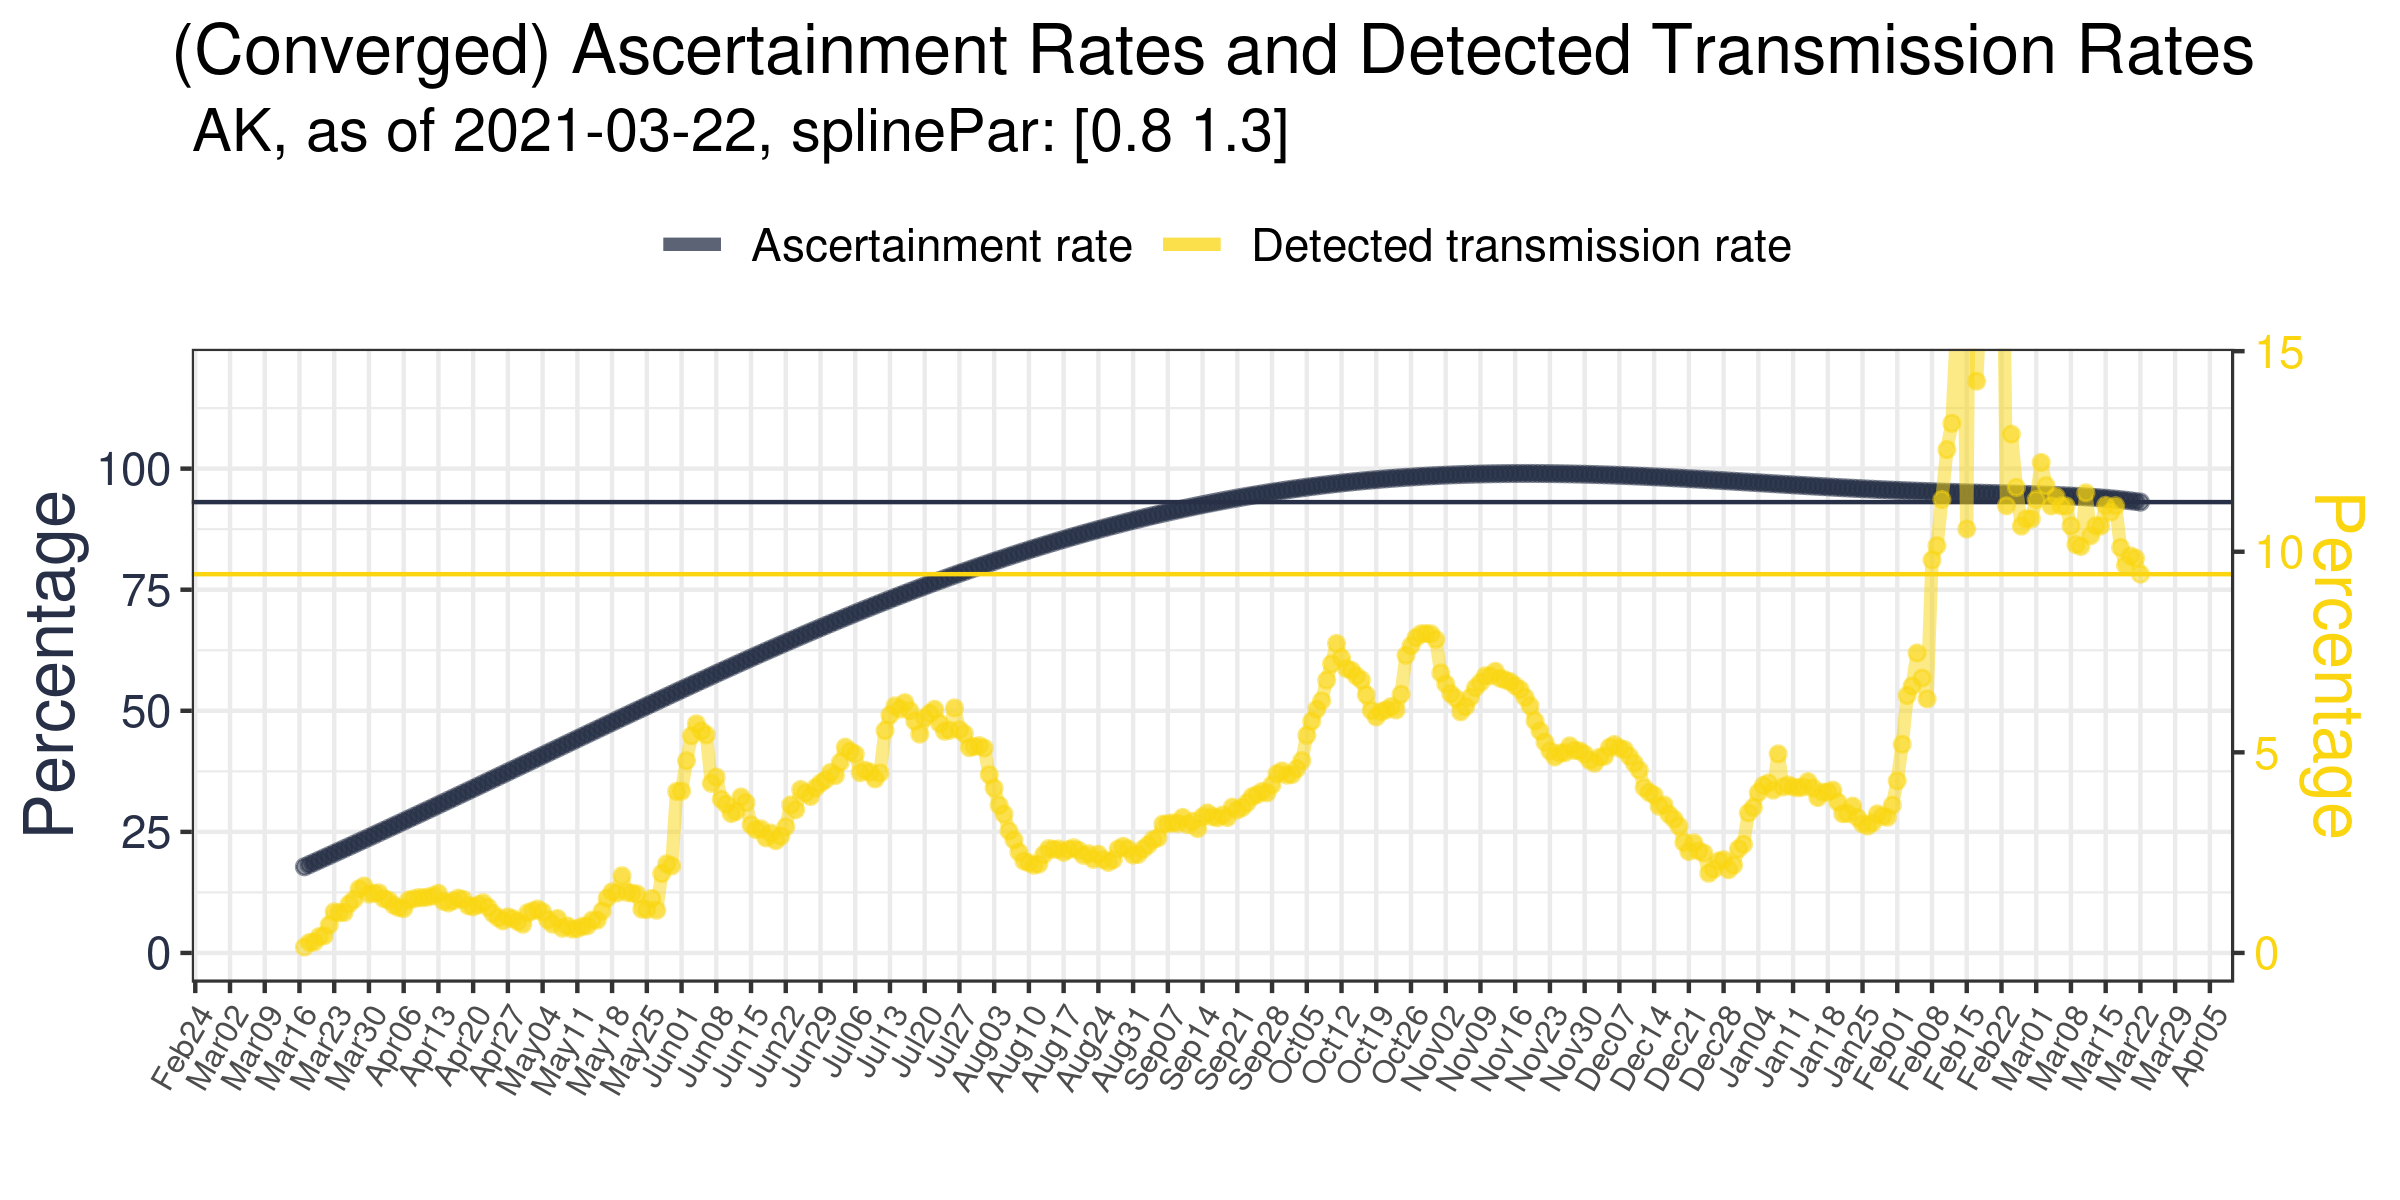 (Converged) Ascertainment Rates and Detected Transmission Rates
AK, as of 2021-03-22, splinePar: [0.8 1.3]
Ascertainment rate Detected transmission rate
Percentage
100
75
50
25
0
15
10
5
0
Percentage
Feb24 Mar02 Mar09 Mar16 Mar23 Mar30 Apr06 Apr13 Apr20 Apr27 May04 May11 May18 May25 Jun01 Jun08 Jun15 Jun22 Jun29 Jul06 Jul13 Jul20 Jul27 Aug03 Aug10 Aug17 Aug24 Aug31 Sep07 Sep14 Sep21 Sep28 Oct05 Oct12 Oct19 Oct26 Nov02 Nov09 Nov16 Nov23 Nov30 Dec07 Dec14 Dec21 Dec28 Jan04 Jan11 Jan18 Jan25 Feb01 Feb08 Feb15 Feb22 Mar01 Mar08 Mar15 Mar22 Mar29 Apr05